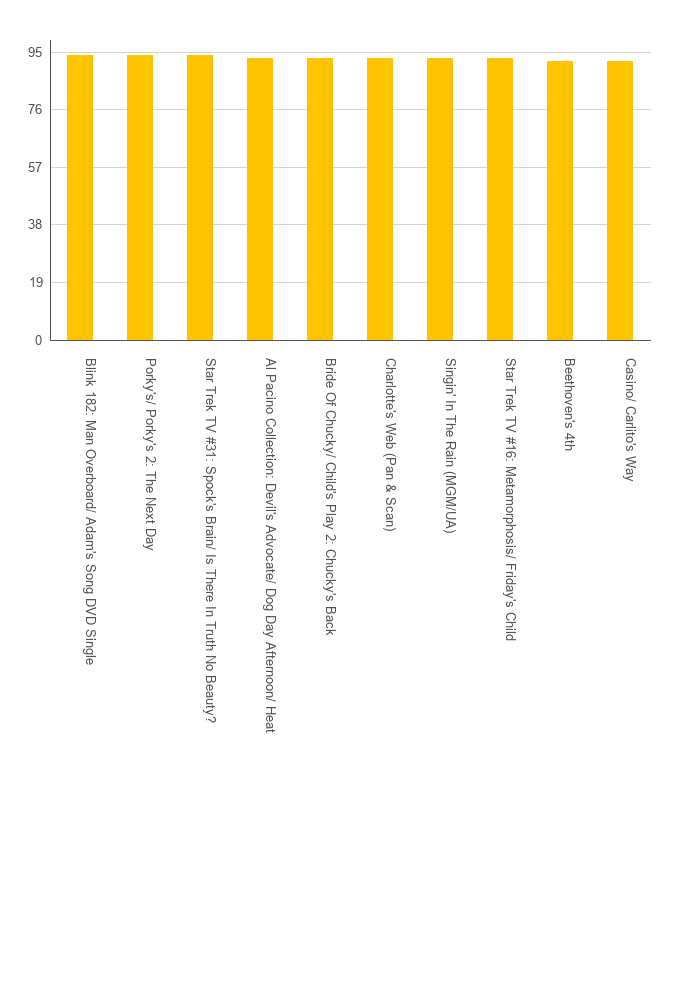 95
76
57
38
19
0
Blink 182: Man Overboard/ Adam's Song DVD Single
Porky's/ Porky's 2: The Next Day
Star Trek TV #31: Spock's Brain/ Is There In Truth No Beauty?
Al Pacino Collection: Devil's Advocate/ Dog Day Afternoon/ Heat
Bride Of Chucky/ Child's Play 2: Chucky's Back
Charlotte's Web (Pan & Scan)
Singin' In The Rain (MGM/UA)
Star Trek TV #16: Metamorphosis/ Friday's Child
Beethoven's 4th
Casino/ Carlito's Way